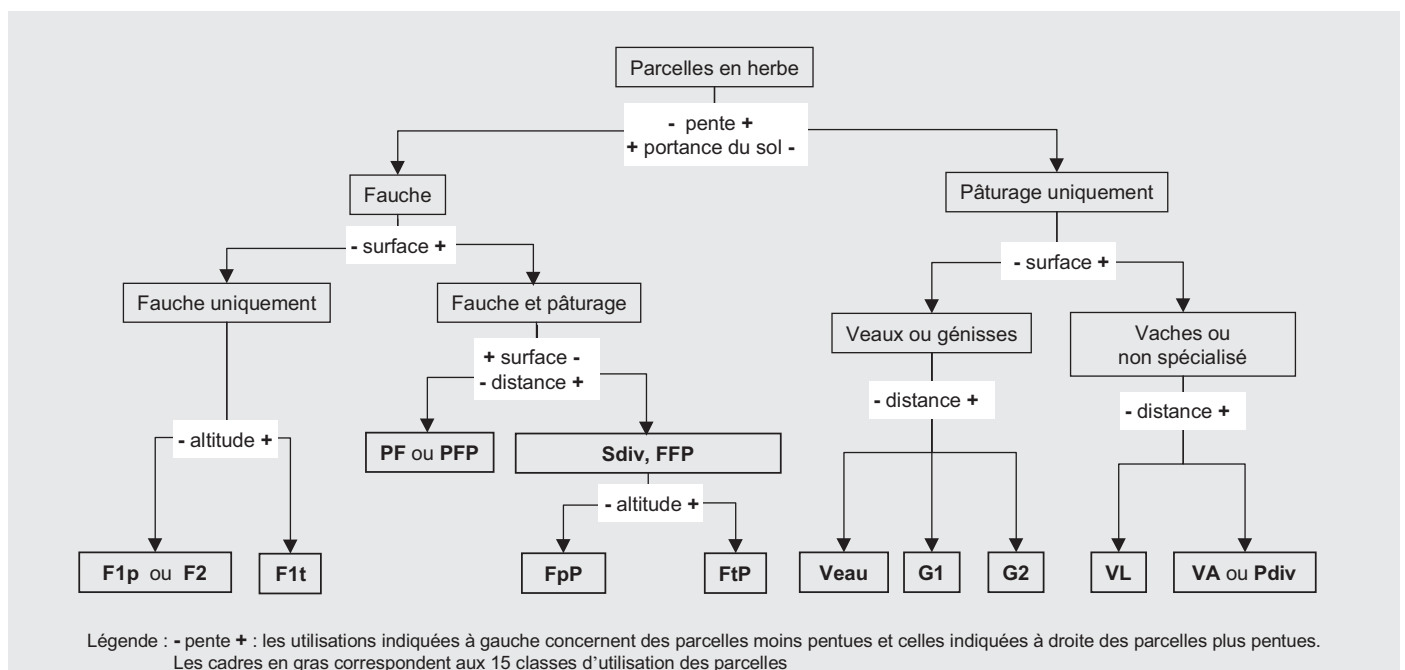 Parcelles en herbe
- pente +
+ portance du sol -
Fauche
Pâturage uniquement
- surface +
- surface +
Fauche uniquement
Fauche et pâturage
Veaux ou génisses
Vaches ou
non spécialisé
+ surface -
- distance +
- distance +
- distance +
- altitude +
PF ou PFP
Sdiv, FFP
- altitude +
F1p ou F2
F1t
FpP
FtP
Veau
G1
G2
VL
VA ou Pdiv
Légende : - pente + : les utilisations indiquées à gauche concernent des parcelles moins pentues et celles indiquées à droite des parcelles plus pentues.
Les cadres en gras correspondent aux 15 classes d’utilisation des parcelles